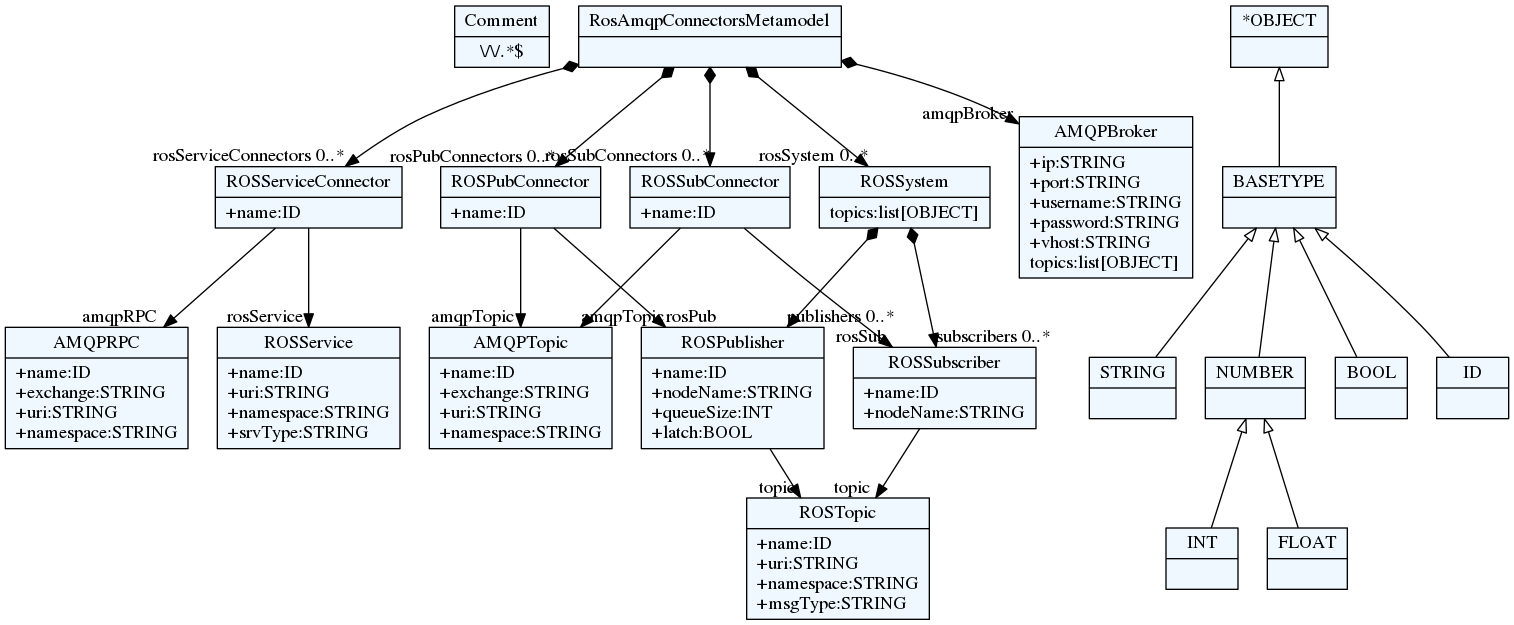 Comment
\/\/.*$
RosAmqpConnectorsMetamodel
*OBJECT
amqpBroker
AMQPBroker
+ip:STRING
+port:STRING
+username:STRING
+password:STRING
+vhost:STRING
topics:list[OBJECT]
rosServiceConnectors 0..*
ROSServiceConnector
+name:ID
rosPubConnectors 0..*
ROSPubConnector
+name:ID
rosSubConnectors 0..*
ROSSubConnector
+name:ID
rosSystem 0..*
ROSSystem
topics:list[OBJECT]
BASETYPE
amqpRPC
AMQPRPC
+name:ID
+exchange:STRING
+uri:STRING
+namespace:STRING
rosService
ROSService
+name:ID
+uri:STRING
+namespace:STRING
+srvType:STRING
amqpTopic
amqpTopic
AMQPTopic
+name:ID
+exchange:STRING
+uri:STRING
+namespace:STRING
rosPub
publishers 0..*
ROSPublisher
+name:ID
+nodeName:STRING
+queueSize:INT
+latch:BOOL
rosSub
subscribers 0..*
ROSSubscriber
+name:ID
+nodeName:STRING
STRING
NUMBER
BOOL
ID
topic
topic
ROSTopic
+name:ID
+uri:STRING
+namespace:STRING
+msgType:STRING
INT
FLOAT